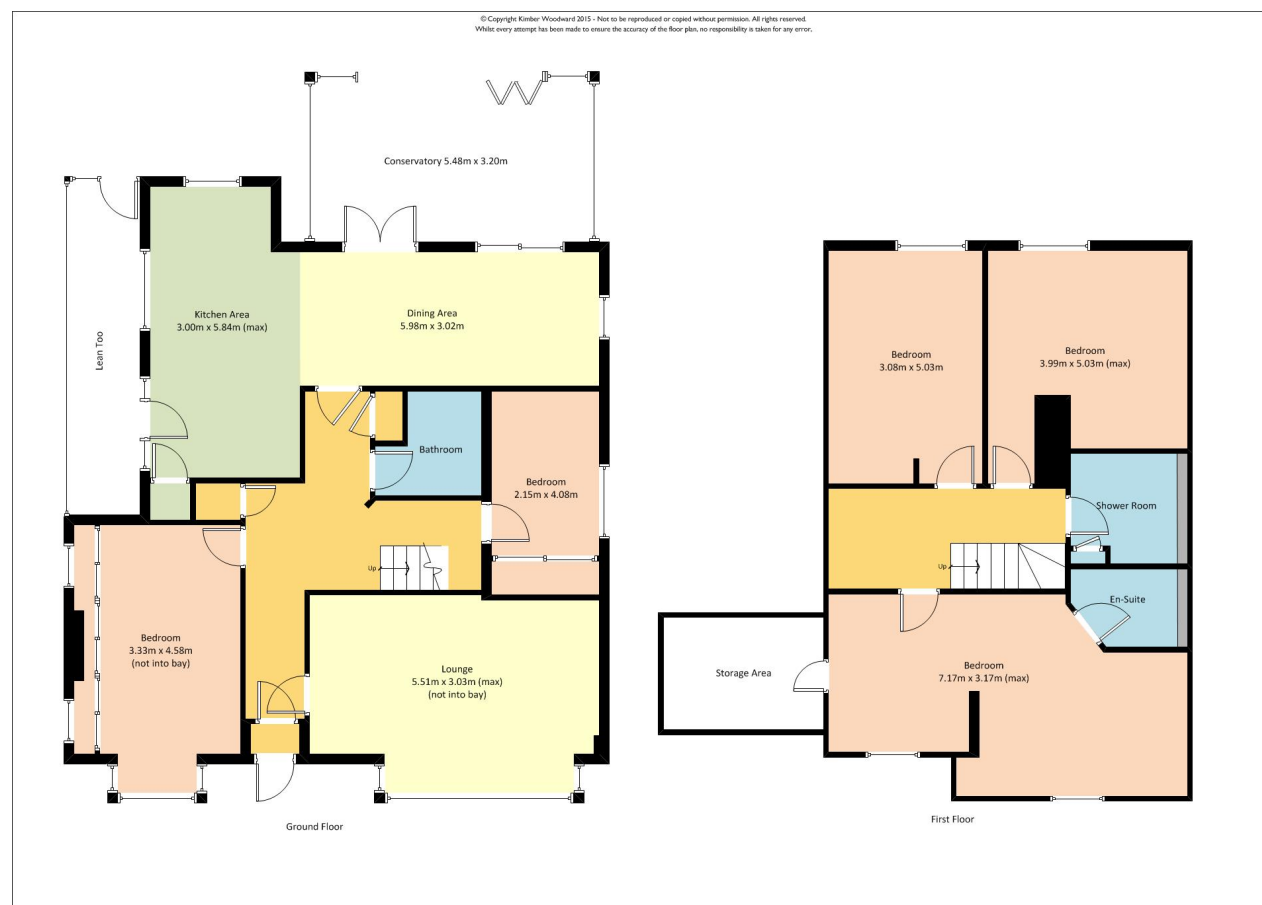 © Copyright Kimber Woodward 2015 - Not to be reproduced or copied without permission. All rights reserved.
Whilst every attempt has been made to ensure the accuracy of the floor plan, no responsibility is taken for any error.
Conservatory 5.48m x 3.20m
Kitchen Area
3.00m x 5.84m (max)
Dining Area
5.98m x 3.02m
Lean Too
Bathroom
Bedroom
2.15m x 4.08m
Up
Bedroom
3.33m x 4.58m
(not into bay)
Lounge
5.51m x 3.03m (max)
(not into bay)
Ground Floor
Bedroom
3.08m x 5.03m
Bedroom
3.99m x 5.03m (max)
Shower Room
Up
En-Suite
Storage Area
Bedroom
7.17m x 3.17m (max)
First Floor